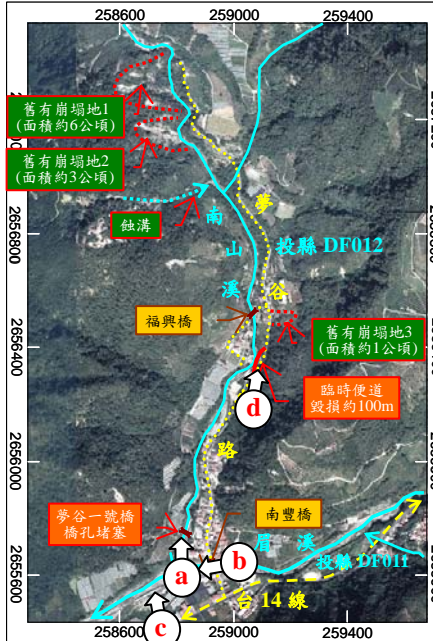 258600 259000 259400
舊有崩塌地1
(面積約6公頃)
舊有崩塌地2
(面積約3公頃)
蝕溝
南
山
溪
夢
谷
路
投縣 DF012
2656800
福興橋
舊有崩塌地3
(面積約1公頃)
2656400
臨時便道
毀損約100m
d
2656000
夢谷一號橋
橋孔堵塞
南豐橋
眉 溪
投縣 DF011
2655600
a
b
c
台 14 線
258600 259000 259400